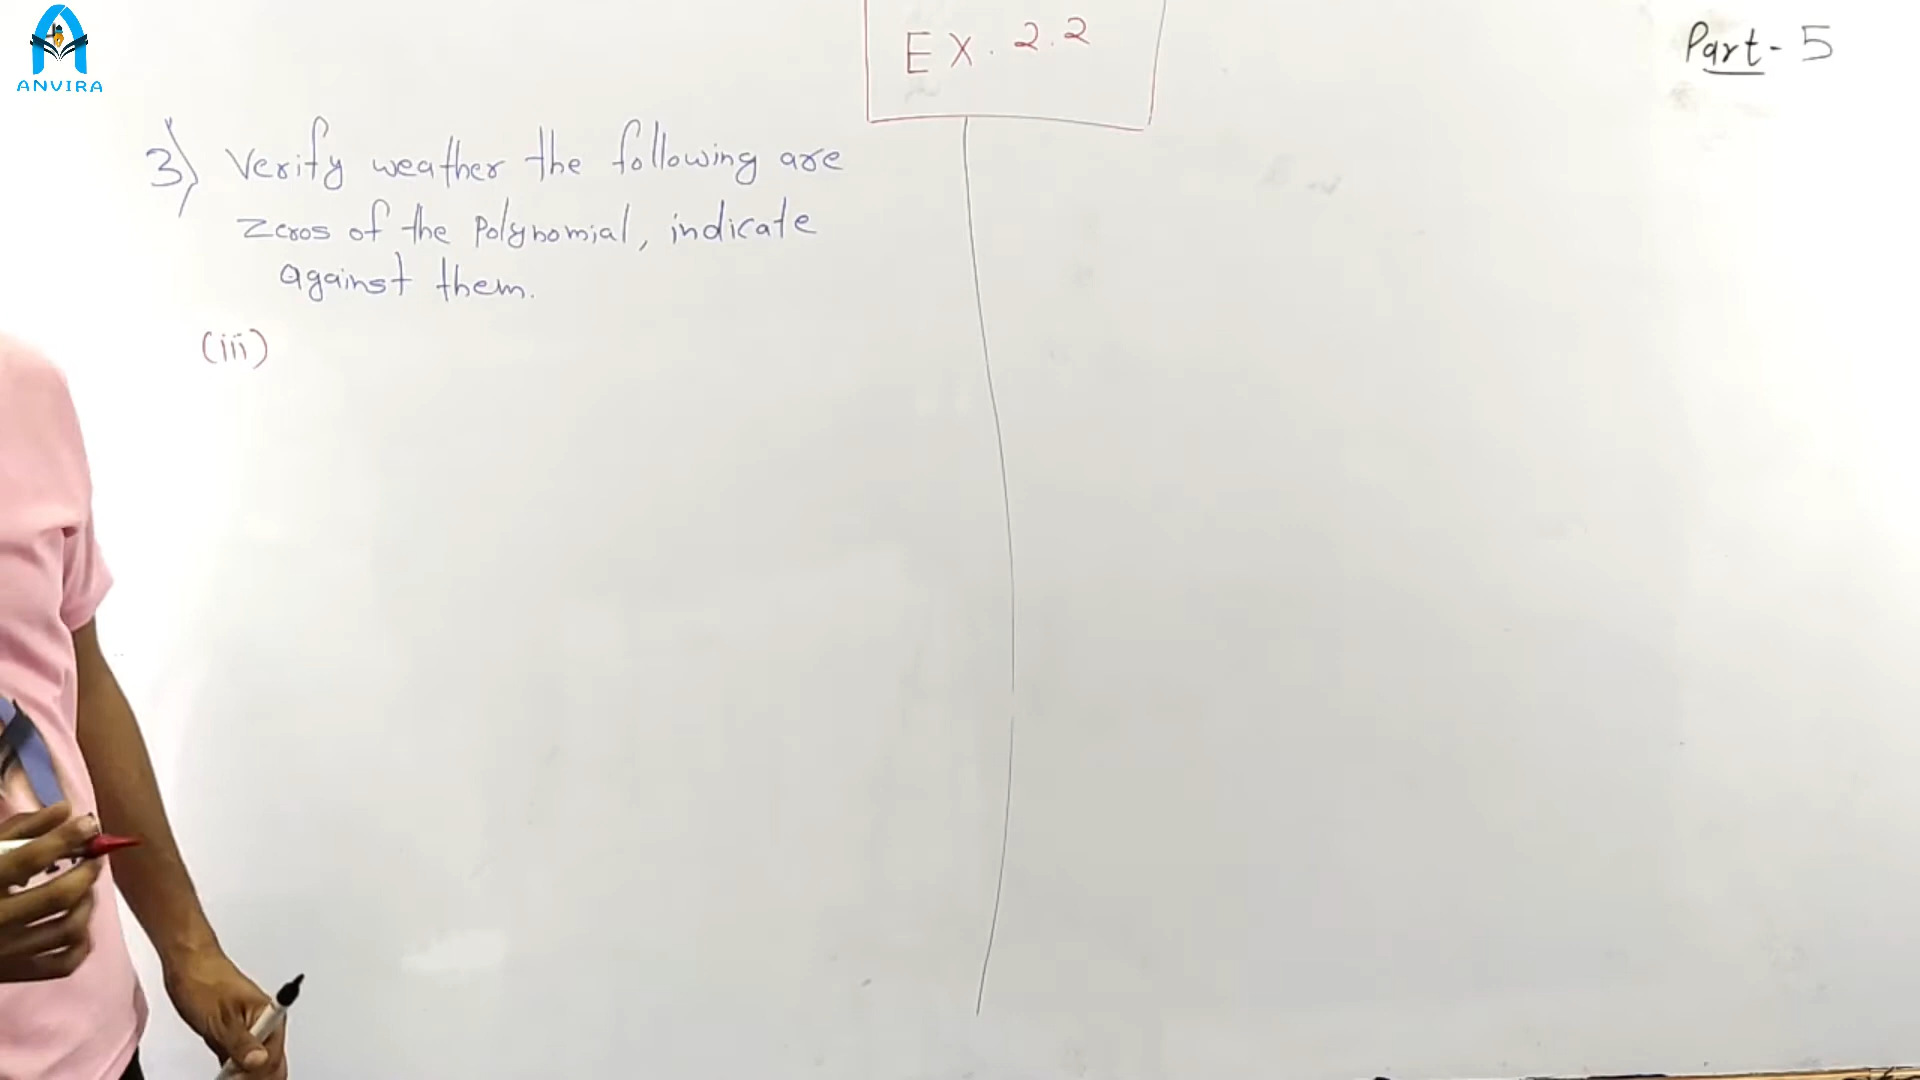 ANVIRA
EX. 2.2
Part - 5
3) Verify weather the following are
zeros of the polynomial, indicate
against them.
(iii)